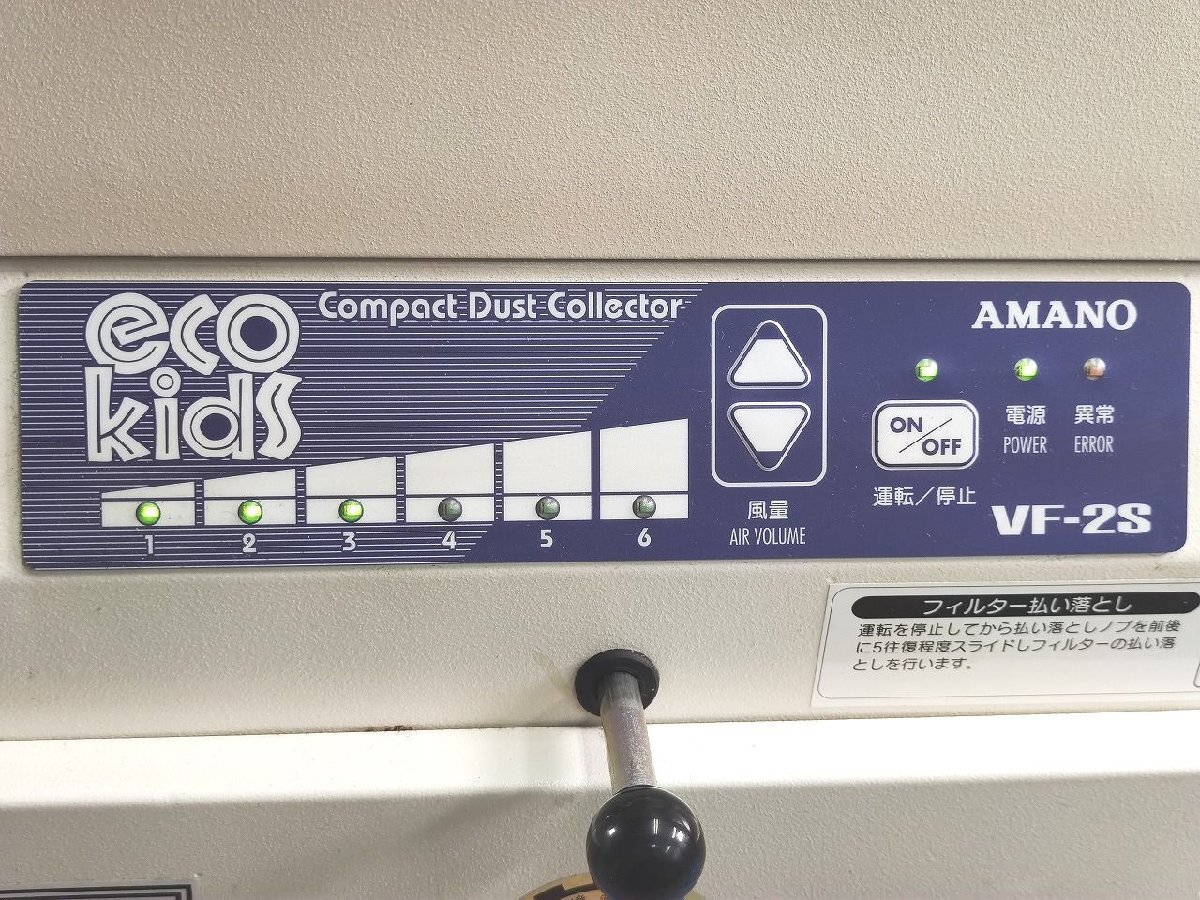 eco
kids
Compact Dust Collector
1 2 3 4 5 6
風量
AIR VOLUME
AMANO
ON/OFF
運転/停止
電源
POWER
異常
ERROR
VF-2S
フィルター払い落とし
運転を停止してから払い落としノブを前後
に5往復程度スライドしフィルターの払い落
としを行います。